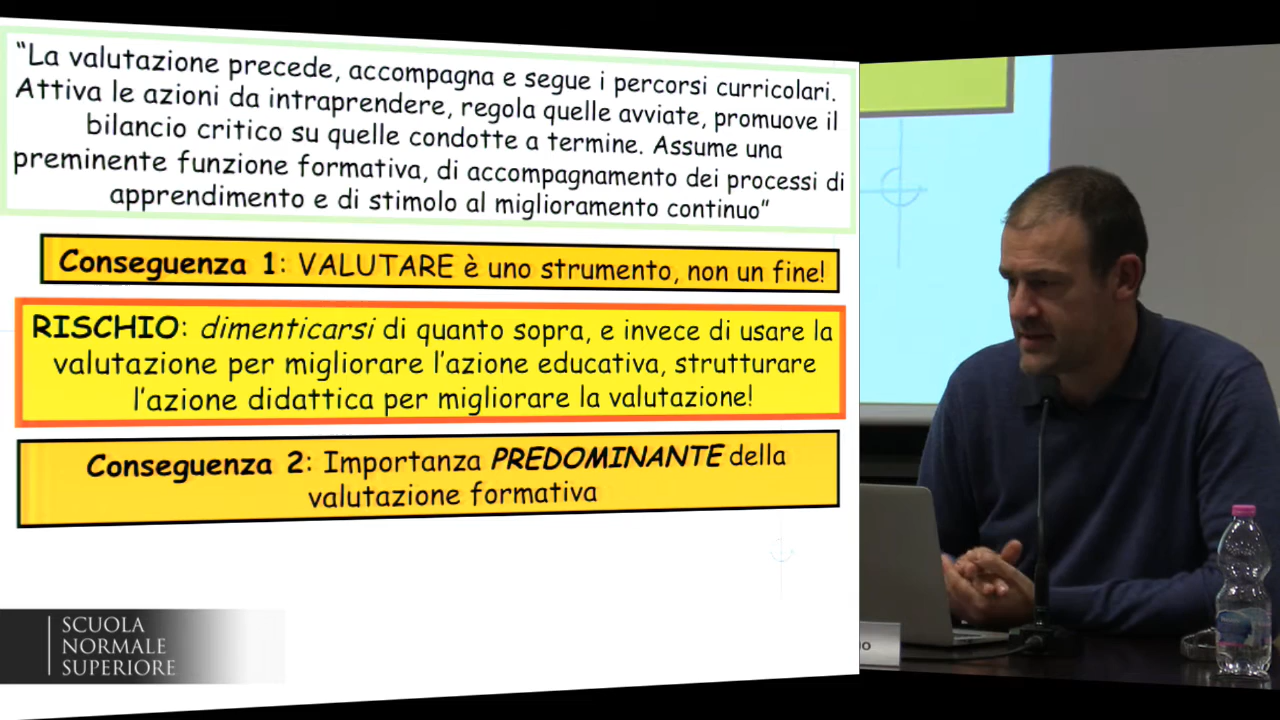 “La valutazione precede, accompagna e segue i percorsi curricolari.
Attiva le azioni da intraprendere, regola quelle avviate, promuove il
bilancio critico su quelle condotte a termine. Assume una
preminente funzione formativa, di accompagnamento dei processi di
apprendimento e di stimolo al miglioramento continuo”
Conseguenza 1: VALUTARE è uno strumento, non un fine!
RISCHIO: dimenticarsi di quanto sopra, e invece di usare la
valutazione per migliorare l’azione educativa, strutturare
l’azione didattica per migliorare la valutazione!
Conseguenza 2: Importanza PREDOMINANTE della
valutazione formativa
SCUOLA
NORMALE
SUPERIORE